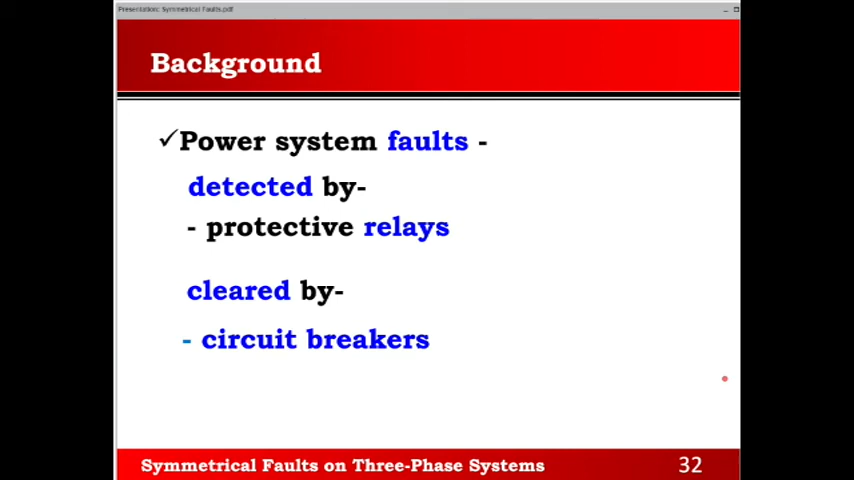 Presentation: Symmetrical Faults.pdf
Background
✓Power system faults -
detected by-
- protective relays
cleared by-
- circuit breakers
Symmetrical Faults on Three-Phase Systems 32